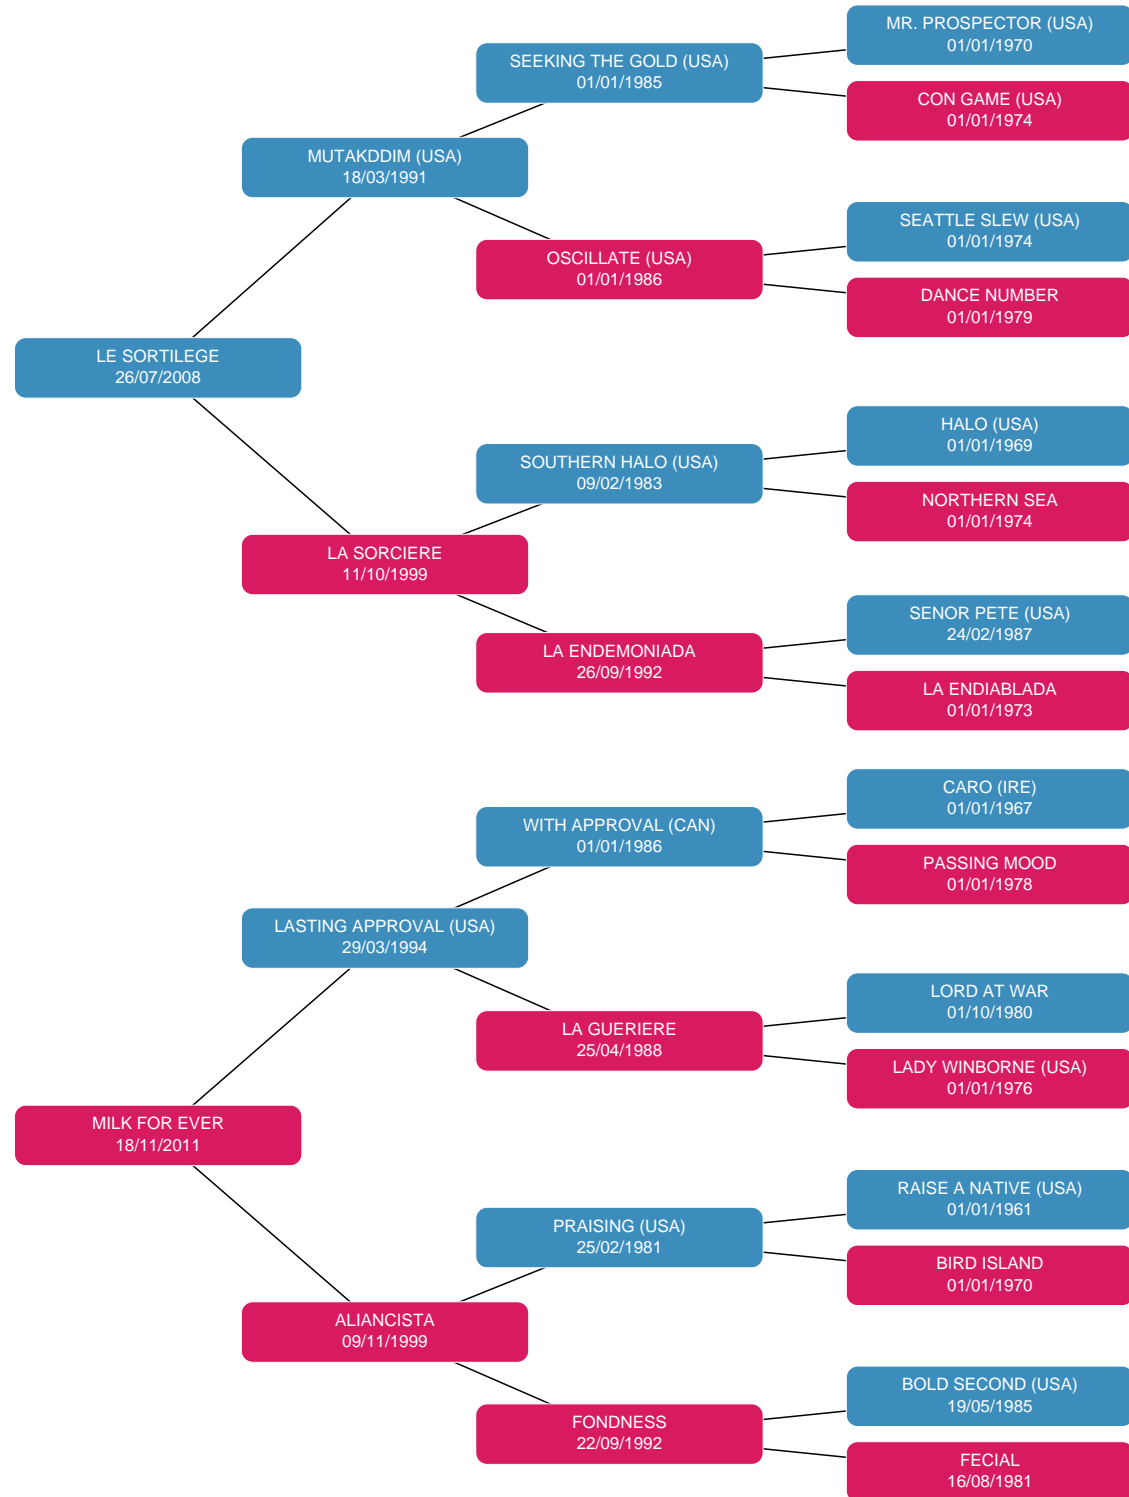 MR. PROSPECTOR (USA)
01/01/1970
SEEKING THE GOLD (USA)
01/01/1985
CON GAME (USA)
01/01/1974
MUTAKDDIM (USA)
18/03/1991
SEATTLE SLEW (USA)
01/01/1974
OSCILLATE (USA)
01/01/1986
DANCE NUMBER
01/01/1979
LE SORTILEGE
26/07/2008
HALO (USA)
01/01/1969
SOUTHERN HALO (USA)
09/02/1983
NORTHERN SEA
01/01/1974
LA SORCIERE
11/10/1999
SENOR PETE (USA)
24/02/1987
LA ENDEMONIADA
26/09/1992
LA ENDIABLADA
01/01/1973
CARO (IRE)
01/01/1967
WITH APPROVAL (CAN)
01/01/1986
PASSING MOOD
01/01/1978
LASTING APPROVAL (USA)
29/03/1994
LORD AT WAR
01/10/1980
LA GUERIERE
25/04/1988
LADY WINBORNE (USA)
01/01/1976
MILK FOR EVER
18/11/2011
RAISE A NATIVE (USA)
01/01/1961
PRAISING (USA)
25/02/1981
BIRD ISLAND
01/01/1970
ALIANCISTA
09/11/1999
BOLD SECOND (USA)
19/05/1985
FONDNESS
22/09/1992
FECIAL
16/08/1981